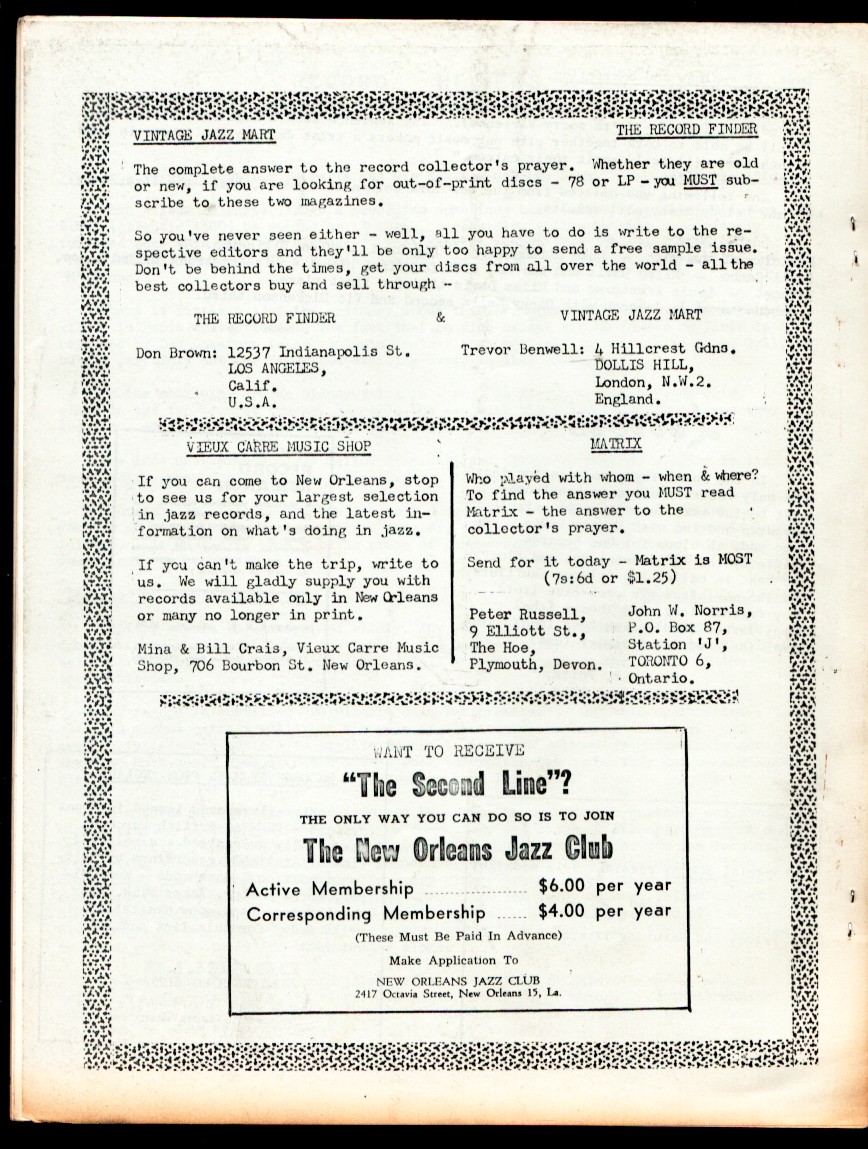 VINTAGE JAZZ MART
THE RECORD FINDER
The complete answer to the record collector's prayer. Whether they are old
or new, if you are looking for out-of-print discs - 78 or LP - you MUST sub-
scribe to these two magazines.
So you've never seen either - well, all you have to do is write to the re-
spective editors and they'll be only too happy to send a free sample issue.
Don't be behind the times, get your discs from all over the world - all the
best collectors buy and sell through --
THE RECORD FINDER & VINTAGE JAZZ MART
Don Brown: 12537 Indianapolis St.
LOS ANGELES,
Calif.
U.S.A.
Trevor Benwell: 4 Hillcrest Gdns.
DOLLIS HILL,
London, N.W.2.
England.
VIEUX CARRE MUSIC SHOP
If you can come to New Orleans, stop
to see us for your largest selection
in jazz records, and the latest in-
formation on what's doing in jazz.
If you can't make the trip, write to
us. We will gladly supply you with
records available only in New Orleans
or many no longer in print.
Mina & Bill Crais, Vieux Carre Music
Shop, 706 Bourbon St. New Orleans.
MATRIX
Who played with whom - when & where?
To find the answer you MUST read
Matrix - the answer to the
collector's prayer.
Send for it today - Matrix is MOST
(7s:6d or $1.25)
Peter Russell,
9 Elliott St.,
The Hoe,
Plymouth, Devon.
John W. Norris,
P.O. Box 87,
Station 'J',
TORONTO 6,
Ontario.
WANT TO RECEIVE
"The Second Line"?
THE ONLY WAY YOU CAN DO SO IS TO JOIN
The New Orleans Jazz Club
Active Membership .................... $6.00 per year
Corresponding Membership ...... $4.00 per year
(These Must Be Paid In Advance)
Make Application To
NEW ORLEANS JAZZ CLUB
2417 Octavia Street, New Orleans 15, La.